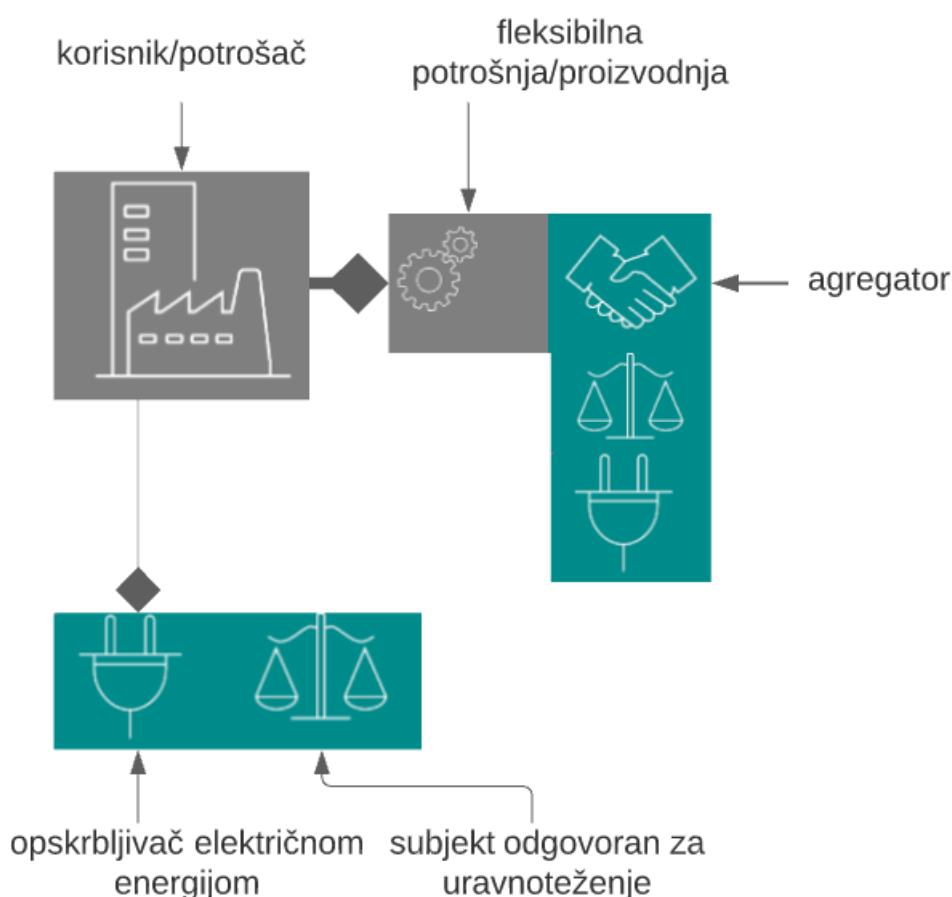 korisnik/potrošač
fleksibilna
potrošnja/proizvodnja
agregator
opskrbljivač električnom
energijom
subjekt odgovoran za
uravnoteženje